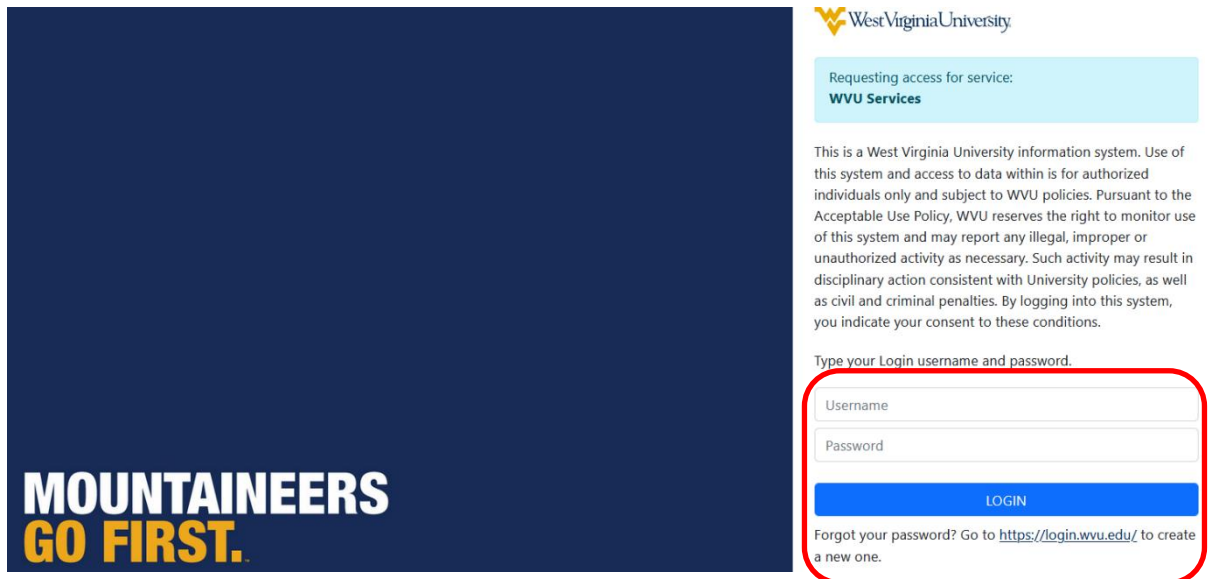 MOUNTAINEERS
GO FIRST.
West Virginia University.
Requesting access for service:
WVU Services
This is a West Virginia University information system. Use of
this system and access to data within is for authorized
individuals only and subject to WVU policies. Pursuant to the
Acceptable Use Policy, WVU reserves the right to monitor use
of this system and may report any illegal, improper or
unauthorized activity as necessary. Such activity may result in
disciplinary action consistent with University policies, as well
as civil and criminal penalties. By logging into this system,
you indicate your consent to these conditions.
Type your Login username and password.
Username
Password
LOGIN
Forgot your password? Go to https://login.wvu.edu/ to create
a new one.